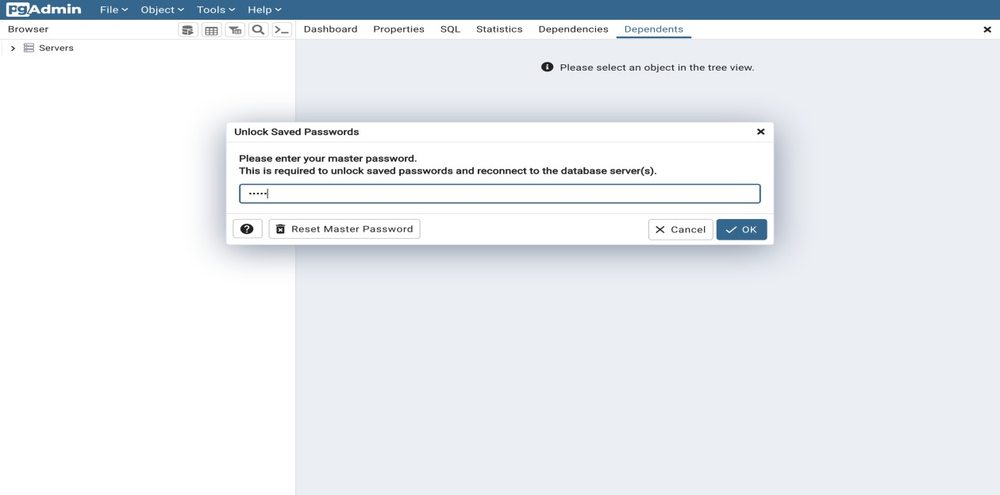 pgAdmin File Object Tools Help
Browser Dashboard Properties SQL Statistics Dependencies Dependents
Servers
Please select an object in the tree view.
Unlock Saved Passwords
Please enter your master password.
This is required to unlock saved passwords and reconnect to the database server(s).
•••••
? Reset Master Password Cancel OK